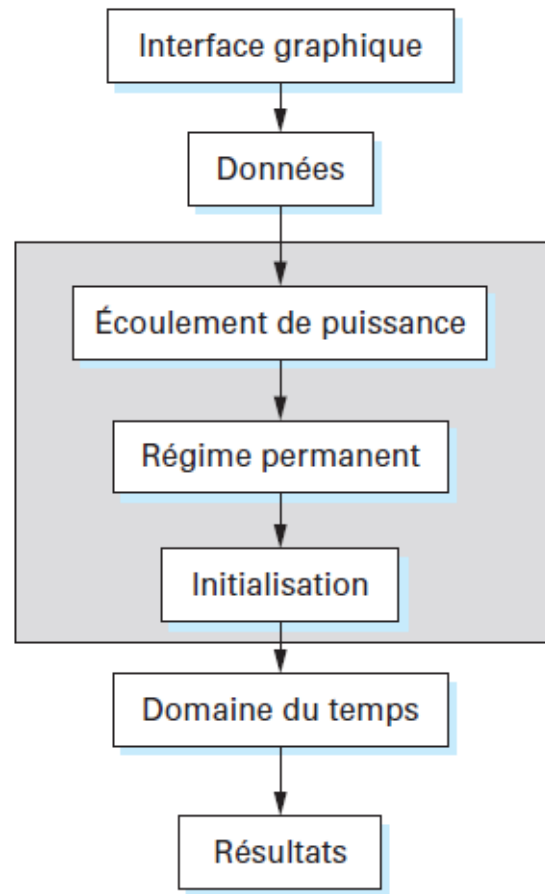 Interface graphique
Données
Écoulement de puissance
Régime permanent
Initialisation
Domaine du temps
Résultats